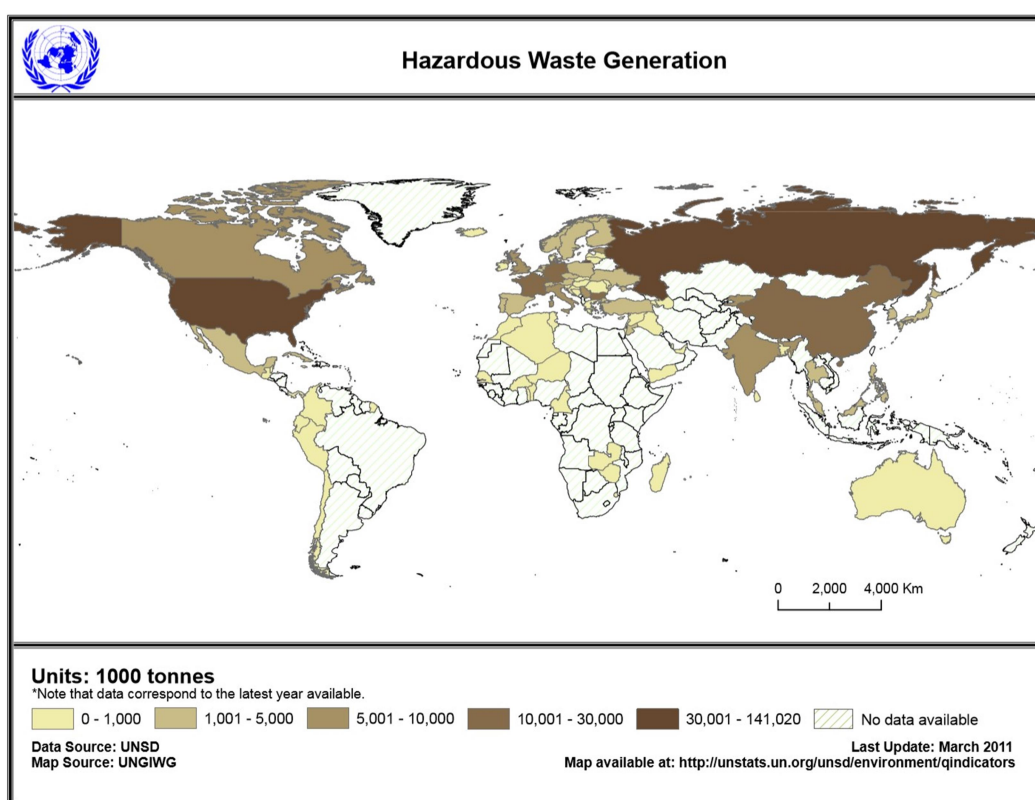 Hazardous Waste Generation
0 2,000 4,000 Km
Units: 1000 tonnes
*Note that data correspond to the latest year available.
0 - 1,000 1,001 - 5,000 5,001 - 10,000 10,001 - 30,000 30,001 - 141,020 No data available
Data Source: UNSD Last Update: March 2011
Map Source: UNGIWG Map available at: http://unstats.un.org/unsd/environment/qindicators